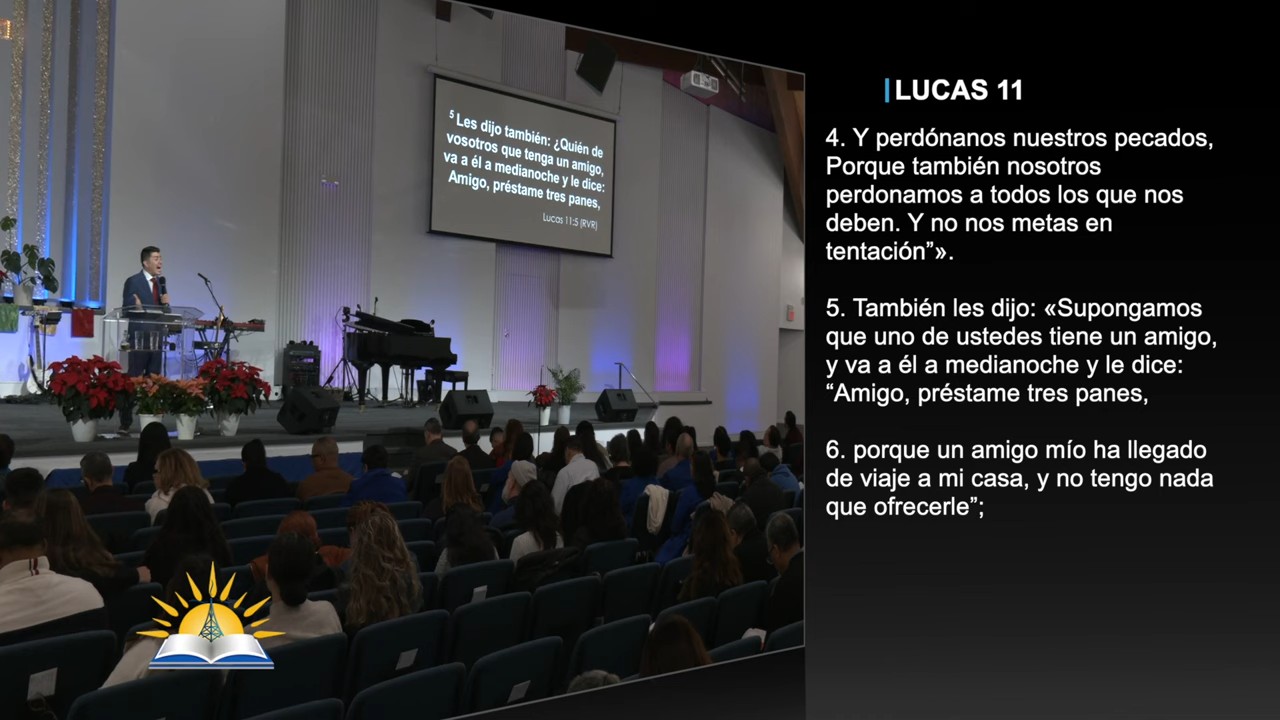 5 Les dijo también: ¿Quién de
vosotros que tenga un amigo,
va a él a medianoche y le dice:
Amigo, préstame tres panes,
Lucas 11:5 (RVR)
LUCAS 11
4. Y perdónanos nuestros pecados,
Porque también nosotros
perdonamos a todos los que nos
deben. Y no nos metas en
tentación”».
5. También les dijo: «Supongamos
que uno de ustedes tiene un amigo,
y va a él a medianoche y le dice:
“Amigo, préstame tres panes,
6. porque un amigo mío ha llegado
de viaje a mi casa, y no tengo nada
que ofrecerle”;